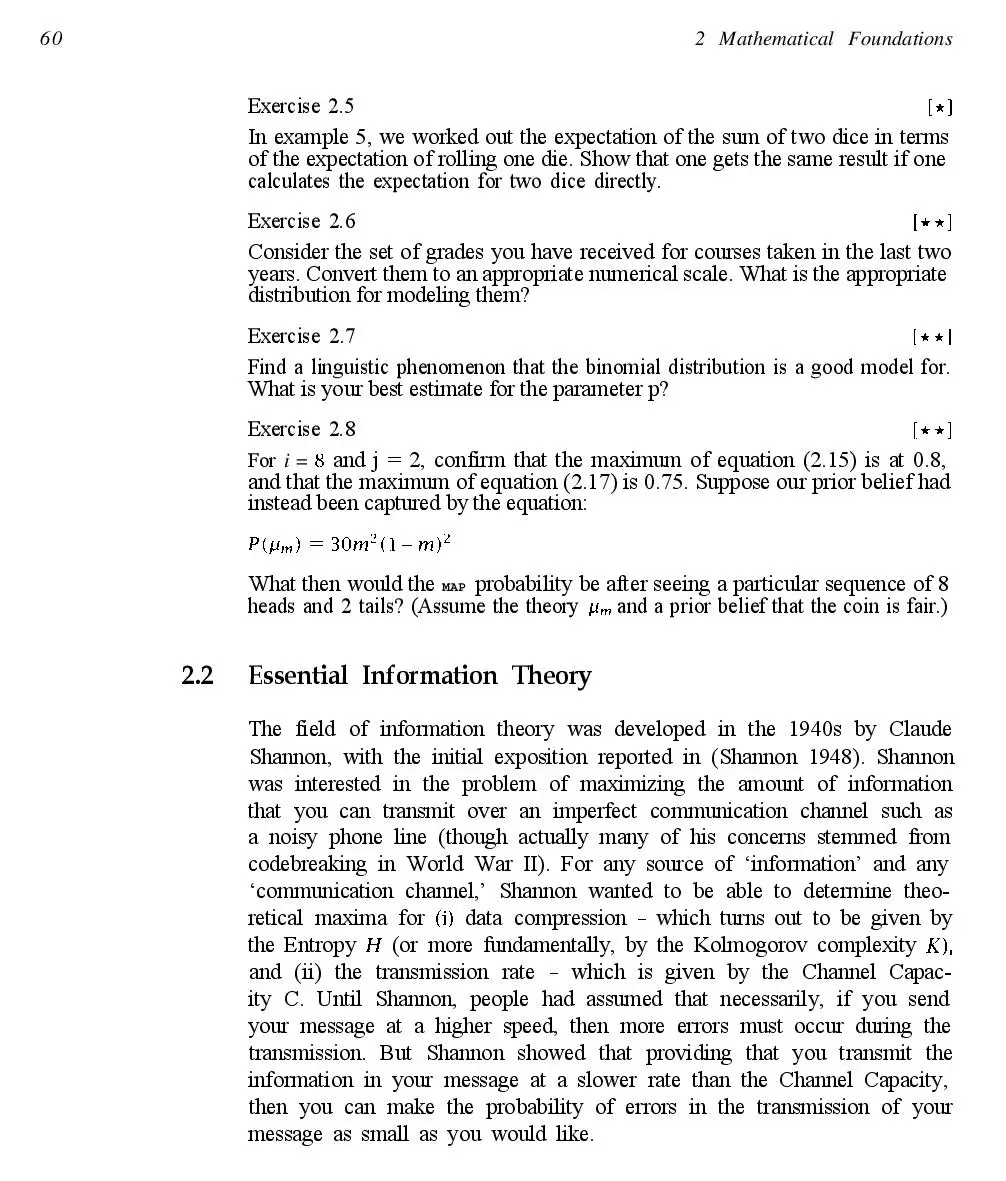 60
2 Mathematical Foundations
Exercise 2.5 [⋆]
In example 5, we worked out the expectation of the sum of two dice in terms
of the expectation of rolling one die. Show that one gets the same result if one
calculates the expectation for two dice directly.
Exercise 2.6 [⋆⋆]
Consider the set of grades you have received for courses taken in the last two
years. Convert them to an appropriate numerical scale. What is the appropriate
distribution for modeling them?
Exercise 2.7 [⋆⋆|
Find a linguistic phenomenon that the binomial distribution is a good model for.
What is your best estimate for the parameter p?
Exercise 2.8 [⋆⋆]
For i = 8 and j = 2, confirm that the maximum of equation (2.15) is at 0.8,
and that the maximum of equation (2.17) is 0.75. Suppose our prior belief had
instead been captured by the equation:
P(μₘ) = 30m²(1 – m)²
What then would the MAP probability be after seeing a particular sequence of 8
heads and 2 tails? (Assume the theory μₘ and a prior belief that the coin is fair.)
2.2 Essential Information Theory
The field of information theory was developed in the 1940s by Claude
Shannon, with the initial exposition reported in (Shannon 1948). Shannon
was interested in the problem of maximizing the amount of information
that you can transmit over an imperfect communication channel such as
a noisy phone line (though actually many of his concerns stemmed from
codebreaking in World War II). For any source of ‘information’ and any
‘communication channel,’ Shannon wanted to be able to determine theo-
retical maxima for (i) data compression – which turns out to be given by
the Entropy H (or more fundamentally, by the Kolmogorov complexity K),
and (ii) the transmission rate – which is given by the Channel Capac-
ity C. Until Shannon, people had assumed that necessarily, if you send
your message at a higher speed, then more errors must occur during the
transmission. But Shannon showed that providing that you transmit the
information in your message at a slower rate than the Channel Capacity,
then you can make the probability of errors in the transmission of your
message as small as you would like.